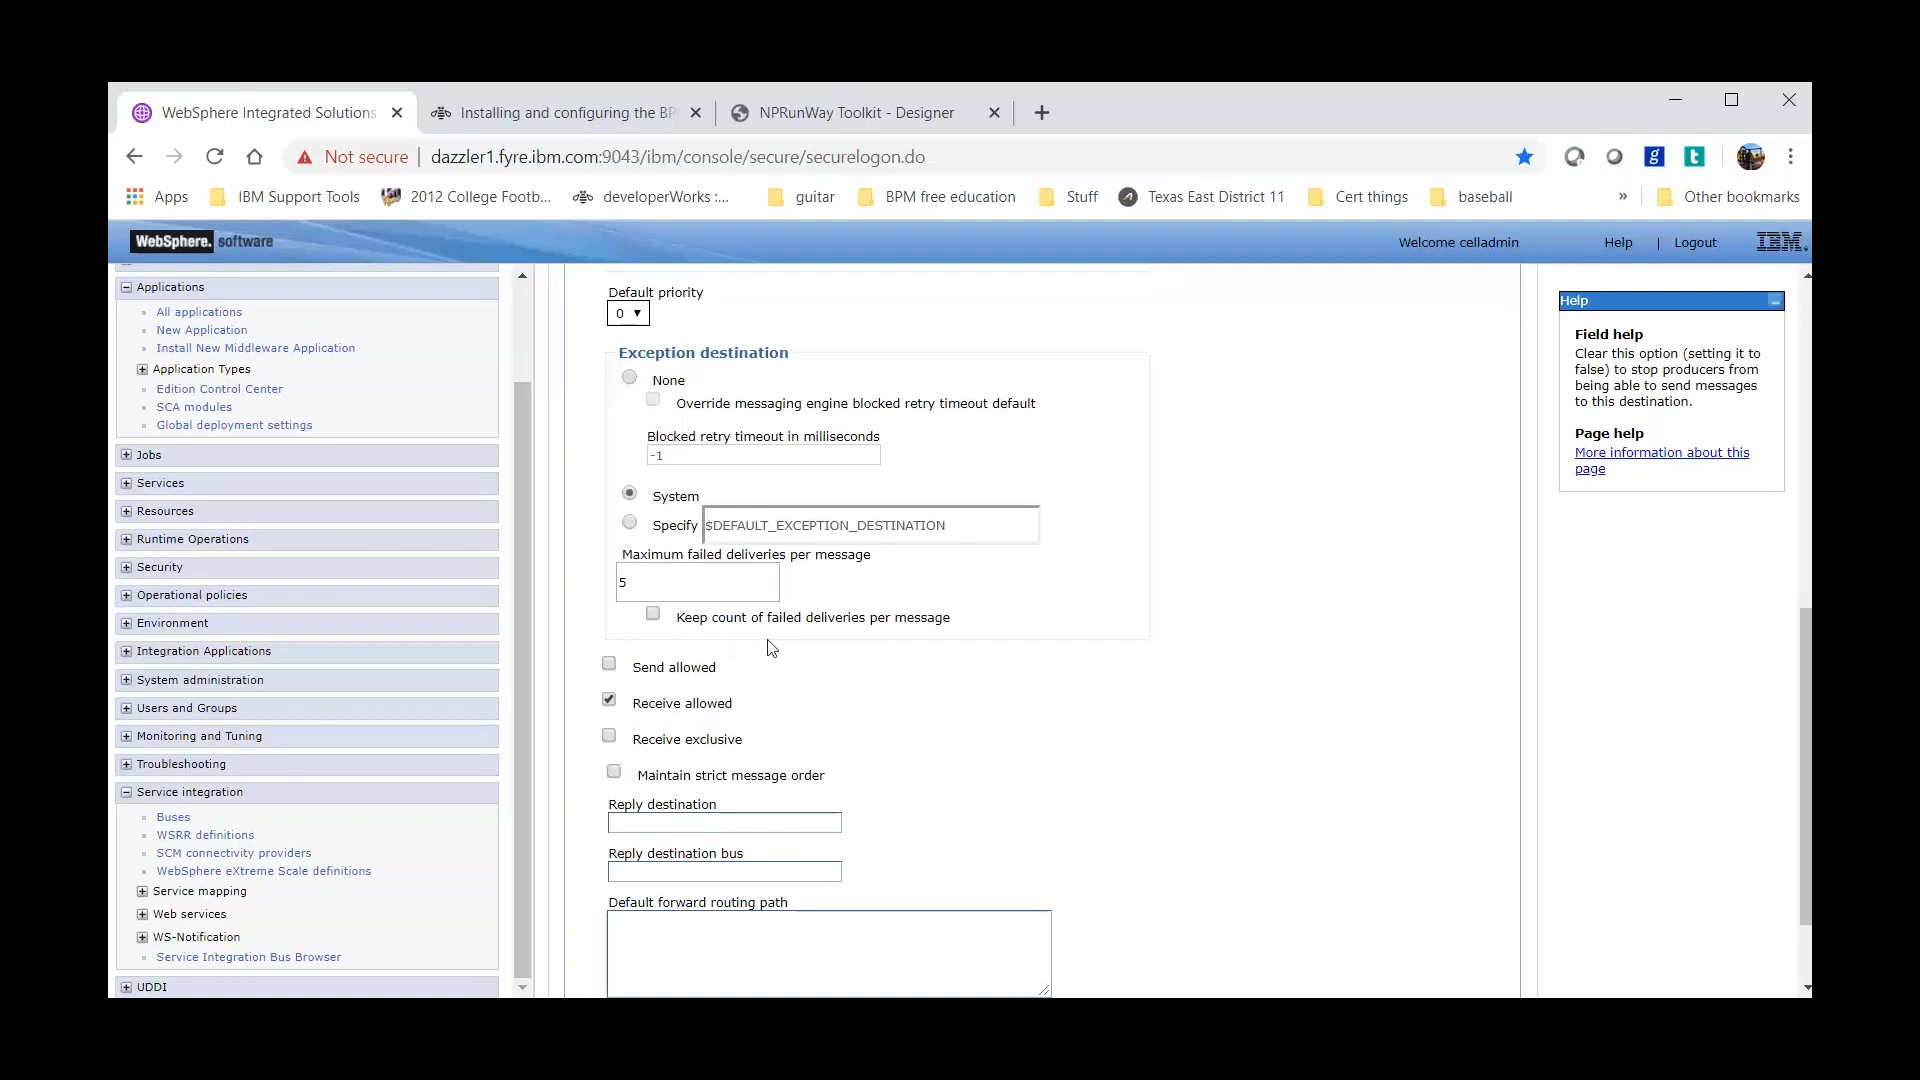 WebSphere Integrated Solutions
Installing and configuring the BP
NPRunWay Toolkit - Designer
Not secure
dazzler1.fyre.ibm.com:9043/ibm/console/secure/securelogon.do
Apps
IBM Support Tools
2012 College Footb...
developerWorks :...
guitar
BPM free education
Stuff
Texas East District 11
Cert things
baseball
»
Other bookmarks
WebSphere. software
Welcome celladmin
Help
|
Logout
IBM.
Applications
All applications
New Application
Install New Middleware Application
Application Types
Edition Control Center
SCA modules
Global deployment settings
Jobs
Services
Resources
Runtime Operations
Security
Operational policies
Environment
Integration Applications
System administration
Users and Groups
Monitoring and Tuning
Troubleshooting
Service integration
Buses
WSRR definitions
SCM connectivity providers
WebSphere eXtreme Scale definitions
Service mapping
Web services
WS-Notification
Service Integration Bus Browser
UDDI
Default priority
0
Exception destination
None
Override messaging engine blocked retry timeout default
Blocked retry timeout in milliseconds
-1
System
Specify
$DEFAULT_EXCEPTION_DESTINATION
Maximum failed deliveries per message
5
Keep count of failed deliveries per message
Send allowed
Receive allowed
Receive exclusive
Maintain strict message order
Reply destination
Reply destination bus
Default forward routing path
Help
Field help
Clear this option (setting it to
false) to stop producers from
being able to send messages
to this destination.
Page help
More information about this
page